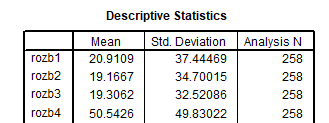 Descriptive Statistics
Mean Std. Deviation Analysis N
rozb1 20.9109 37.44469 258
rozb2 19.1667 34.70015 258
rozb3 19.3062 32.52086 258
rozb4 50.5426 49.83022 258